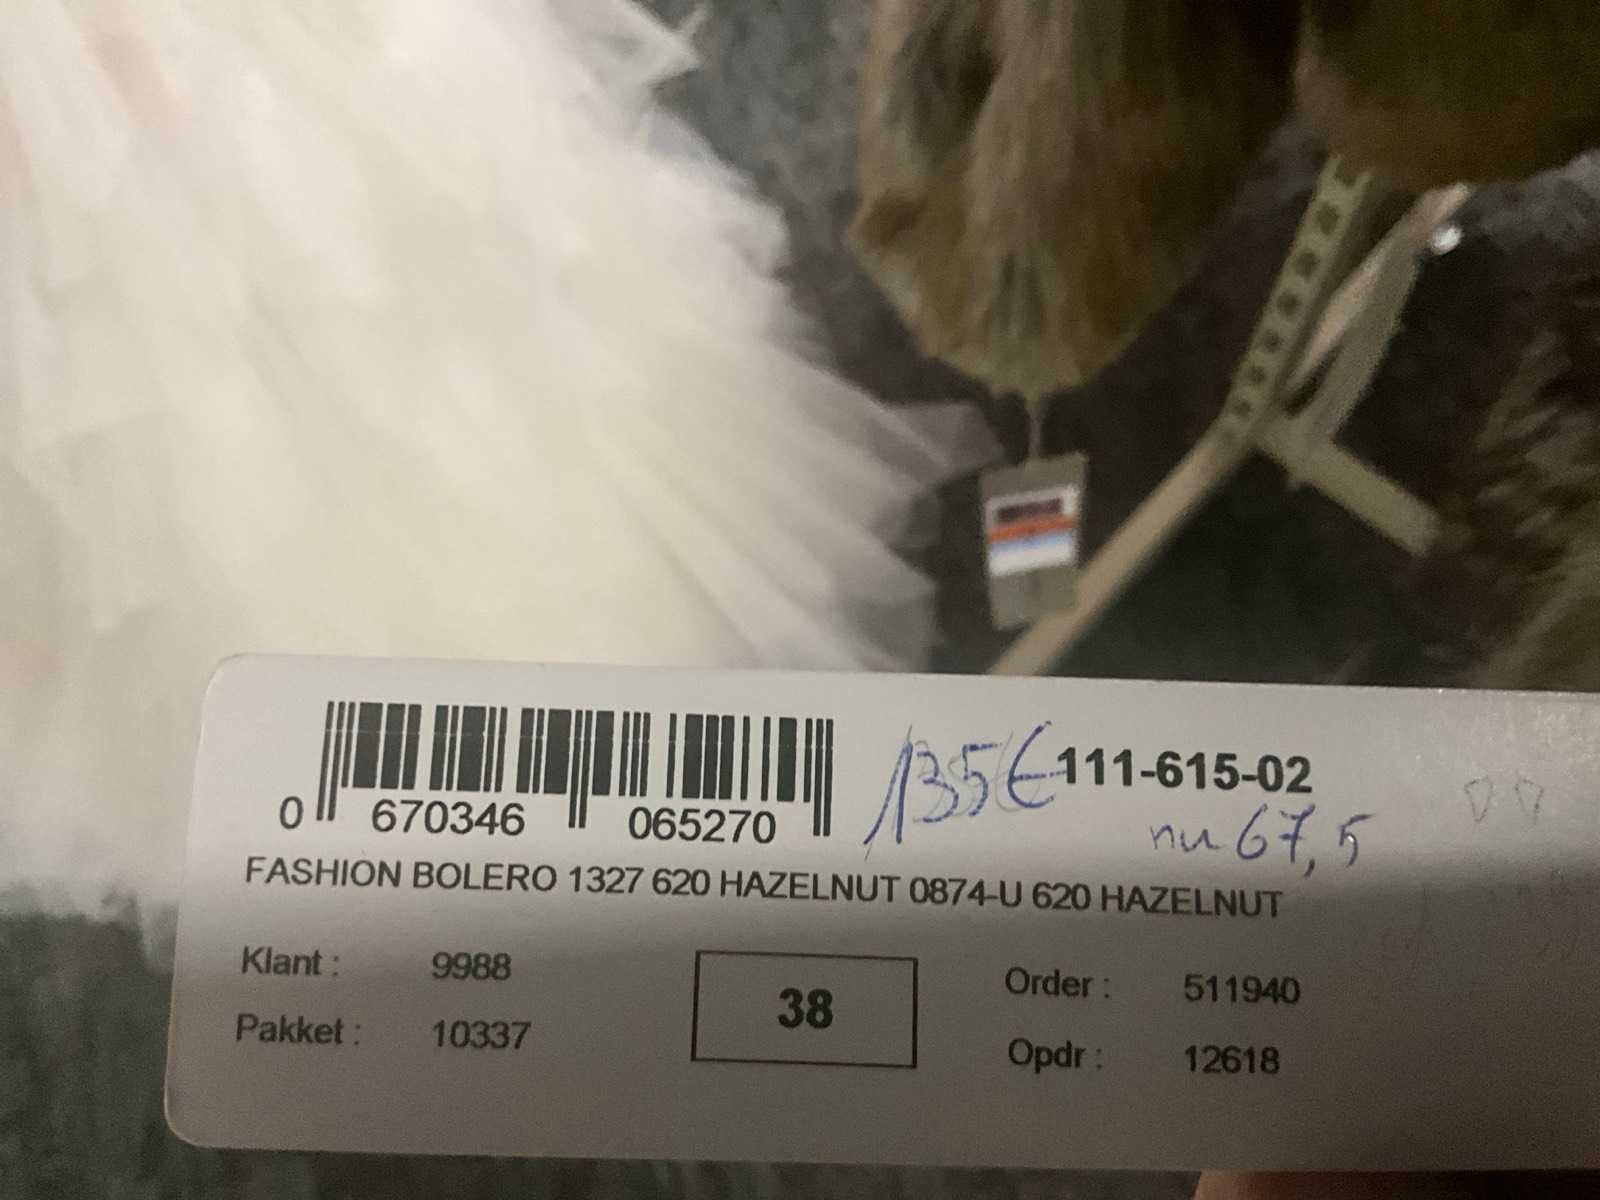 135€ 111-615-02
nu 67,5
0 670346 065270
FASHION BOLERO 1327 620 HAZELNUT 0874-U 620 HAZELNUT
Klant : 9988
38
Order : 511940
Pakket : 10337
Opdr : 12618